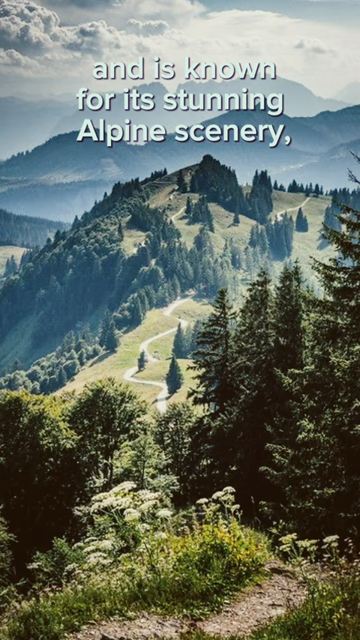 and is known
for its stunning
Alpine scenery,